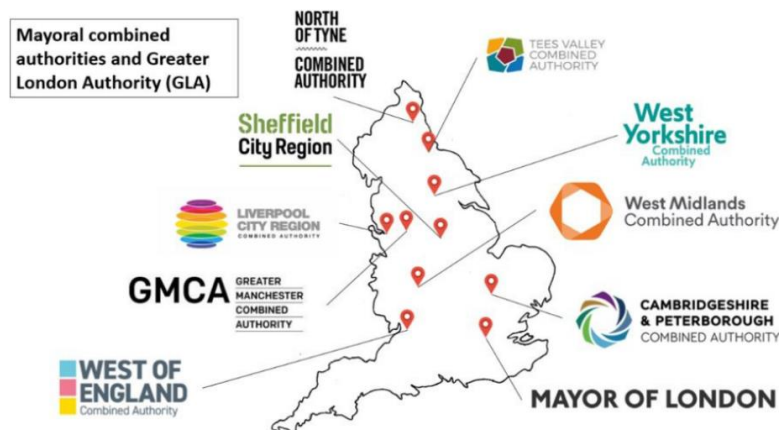 Mayoral combined
authorities and Greater
London Authority (GLA)
NORTH
OF TYNE
COMBINED
AUTHORITY
TEES VALLEY
COMBINED
AUTHORITY
Sheffield
City Region
West
Yorkshire
Combined
Authority
LIVERPOOL
CITY REGION
COMBINED AUTHORITY
West Midlands
Combined Authority
GMCA
GREATER
MANCHESTER
COMBINED
AUTHORITY
CAMBRIDGESHIRE
& PETERBOROUGH
COMBINED AUTHORITY
WEST OF
ENGLAND
Combined Authority
MAYOR OF LONDON